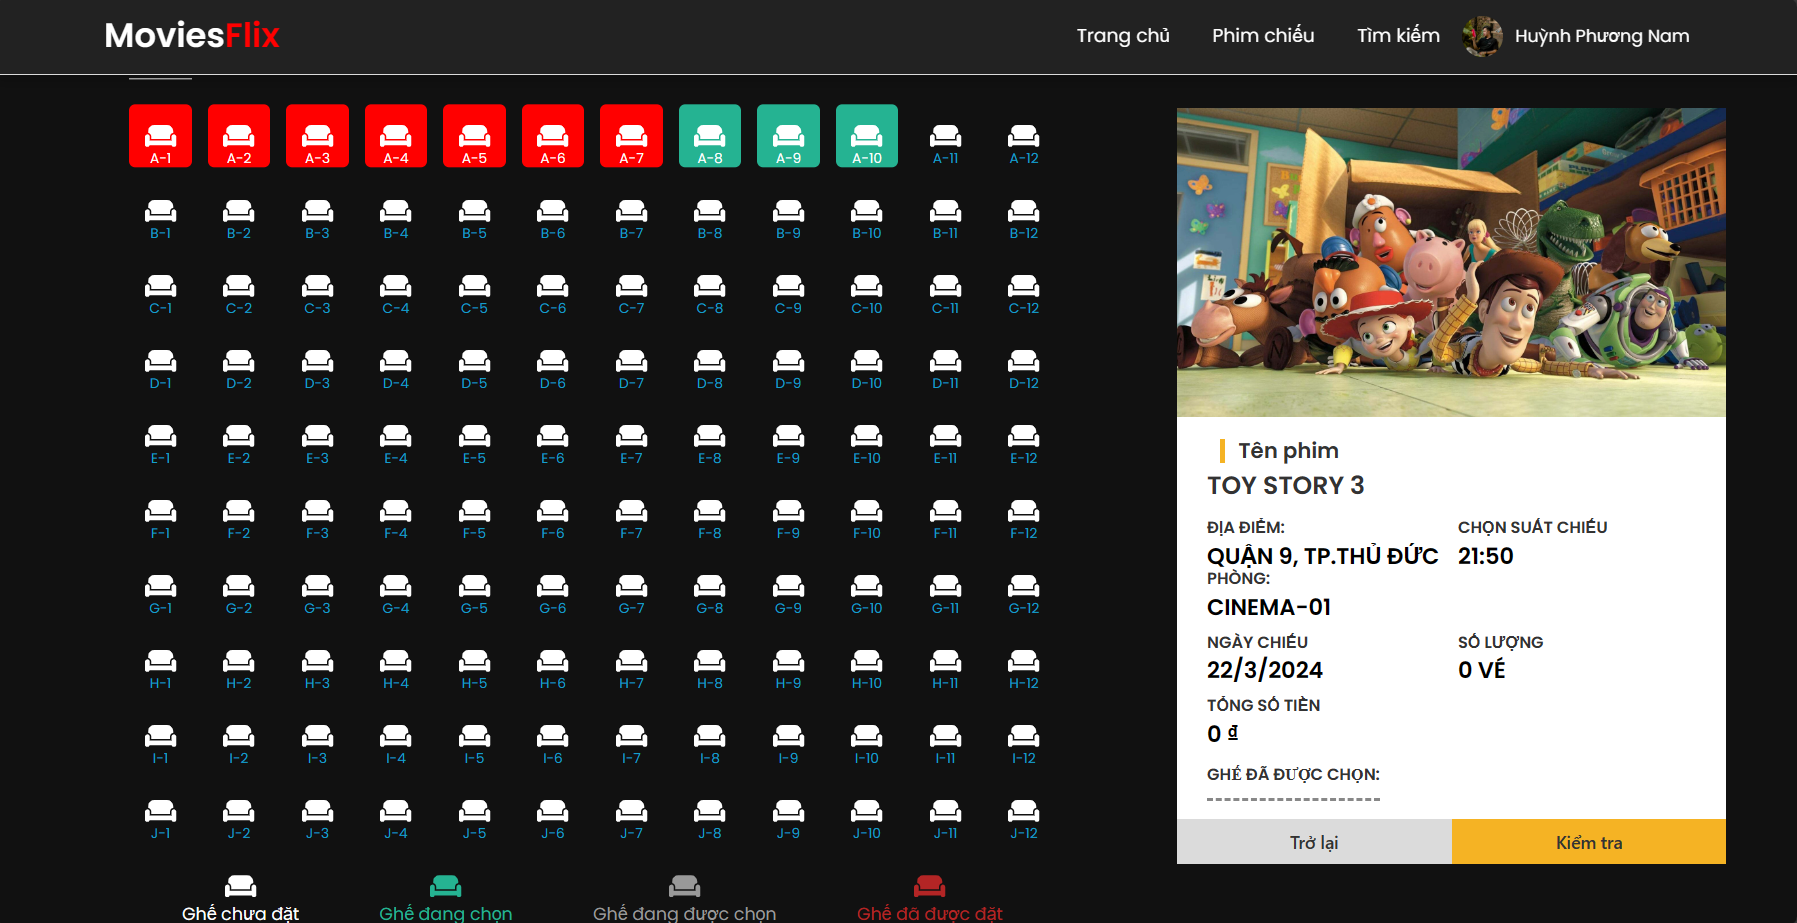 MoviesFlix
Trang chủ Phim chiếu Tìm kiếm Huỳnh Phương Nam
A-1 A-2 A-3 A-4 A-5 A-6 A-7 A-8 A-9 A-10 A-11 A-12
B-1 B-2 B-3 B-4 B-5 B-6 B-7 B-8 B-9 B-10 B-11 B-12
C-1 C-2 C-3 C-4 C-5 C-6 C-7 C-8 C-9 C-10 C-11 C-12
D-1 D-2 D-3 D-4 D-5 D-6 D-7 D-8 D-9 D-10 D-11 D-12
E-1 E-2 E-3 E-4 E-5 E-6 E-7 E-8 E-9 E-10 E-11 E-12
F-1 F-2 F-3 F-4 F-5 F-6 F-7 F-8 F-9 F-10 F-11 F-12
G-1 G-2 G-3 G-4 G-5 G-6 G-7 G-8 G-9 G-10 G-11 G-12
H-1 H-2 H-3 H-4 H-5 H-6 H-7 H-8 H-9 H-10 H-11 H-12
I-1 I-2 I-3 I-4 I-5 I-6 I-7 I-8 I-9 I-10 I-11 I-12
J-1 J-2 J-3 J-4 J-5 J-6 J-7 J-8 J-9 J-10 J-11 J-12
Ghế chưa đặt Ghế đang chọn Ghế đang được chọn Ghế đã được đặt
Tên phim
TOY STORY 3
ĐỊA ĐIỂM: CHỌN SUẤT CHIẾU
QUẬN 9, TP.THỦ ĐỨC 21:50
PHÒNG:
CINEMA-01
NGÀY CHIẾU SỐ LƯỢNG
22/3/2024 0 VÉ
TỔNG SỐ TIỀN
0 ₫
GHẾ ĐÃ ĐƯỢC CHỌN:
Trở lại Kiểm tra